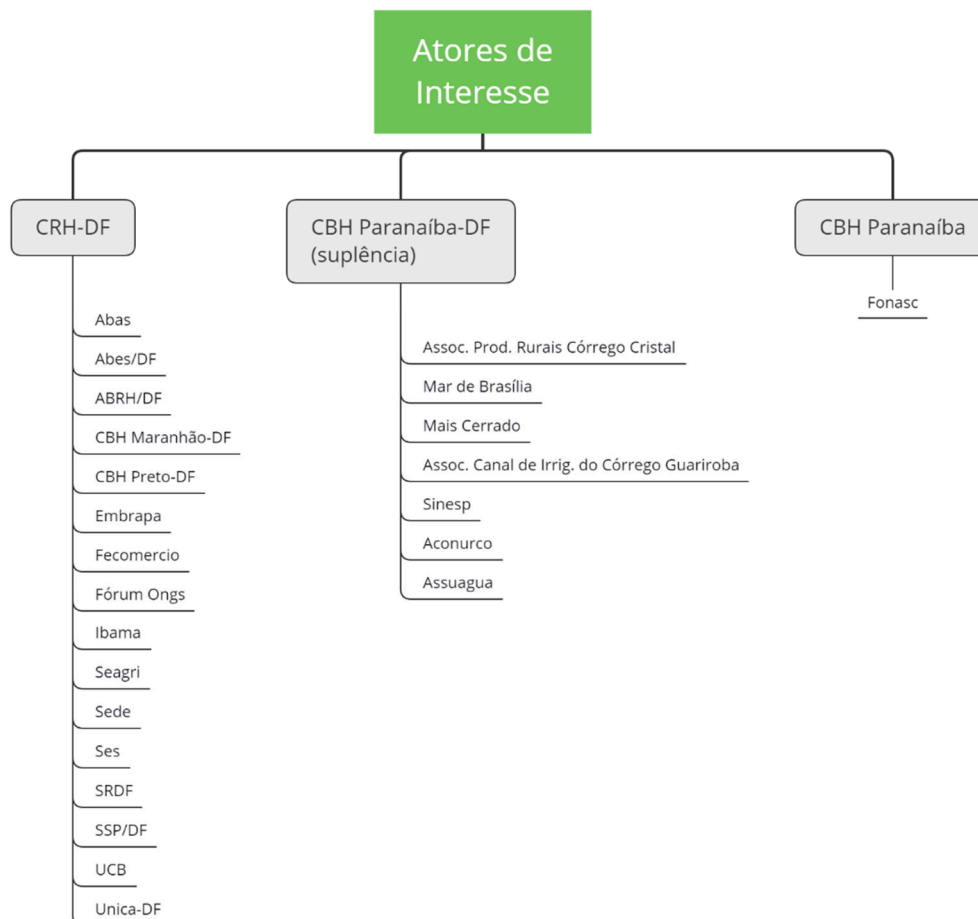 Atores de
Interesse
CRH-DF
CBH Paranaíba-DF
(suplência)
CBH Paranaíba
Abas
Abes/DF
ABRH/DF
CBH Maranhão-DF
CBH Preto-DF
Embrapa
Fecomercio
Fórum Ongs
Ibama
Seagri
Sede
Ses
SRDF
SSP/DF
UCB
Unica-DF
Assoc. Prod. Rurais Córrego Cristal
Mar de Brasília
Mais Cerrado
Assoc. Canal de Irrig. do Córrego Guariroba
Sinesp
Aconurco
Assuagua
Fonasc